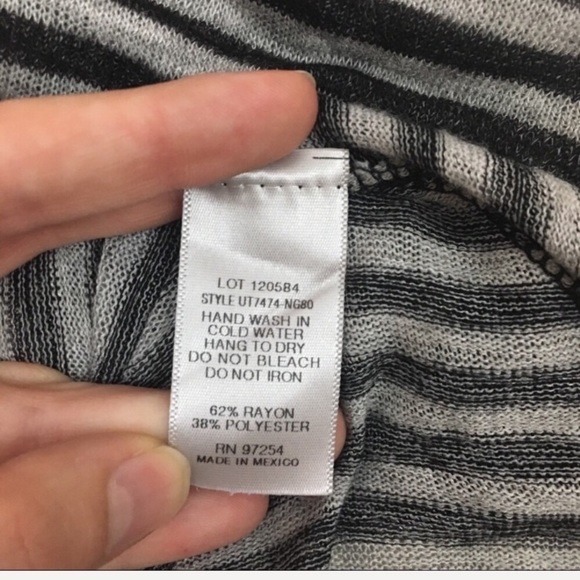 LOT 120584
STYLE UT7474-NG80
HAND WASH IN
COLD WATER
HANG TO DRY
DO NOT BLEACH
DO NOT IRON
62% RAYON
38% POLYESTER
RN 97254
MADE IN MEXICO